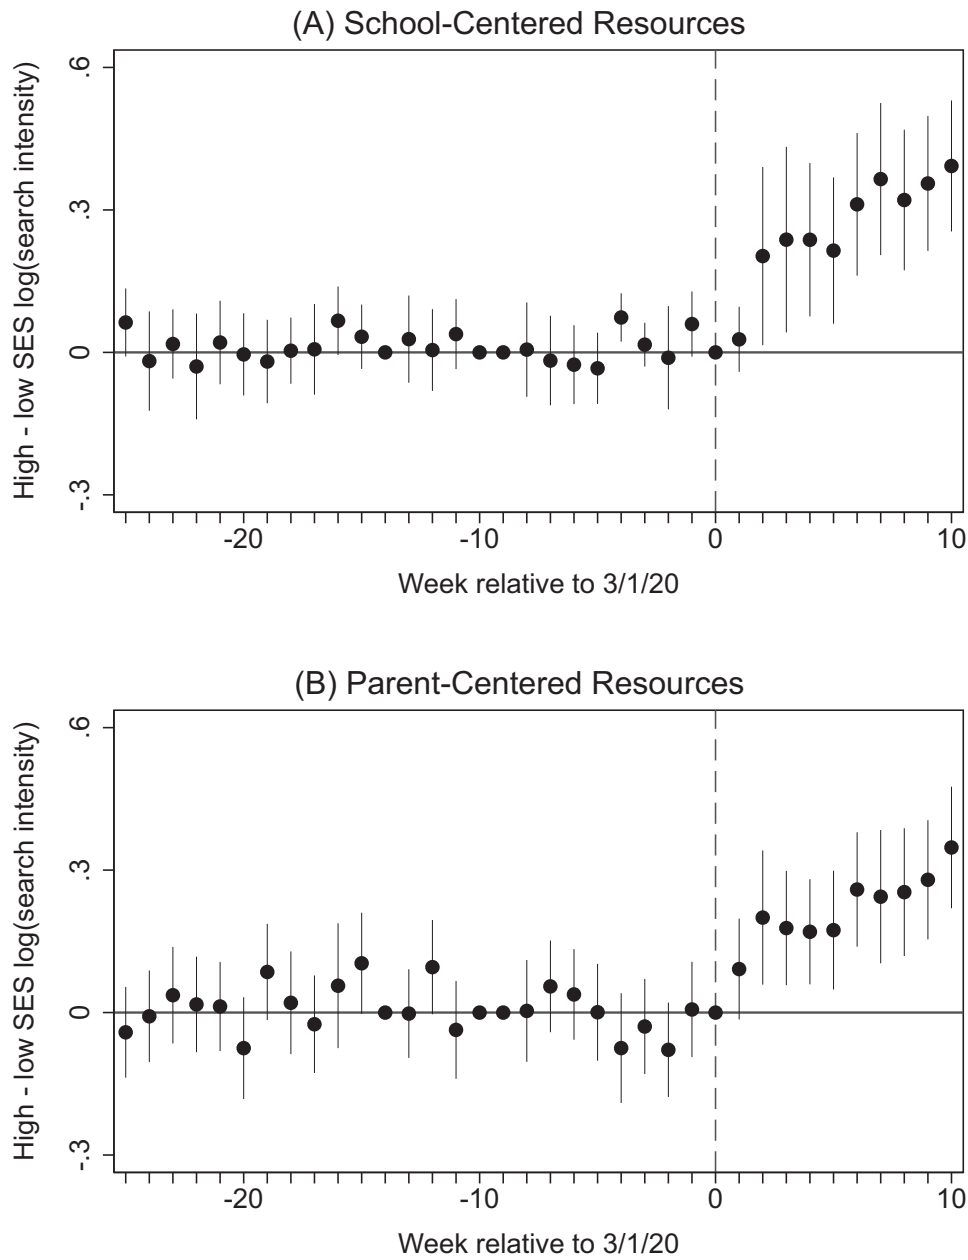 (A) School-Centered Resources
High - low SES log(search intensity)
.6
.3
0
-.3
-20
-10
0
10
Week relative to 3/1/20
(B) Parent-Centered Resources
High - low SES log(search intensity)
.6
.3
0
-.3
-20
-10
0
10
Week relative to 3/1/20